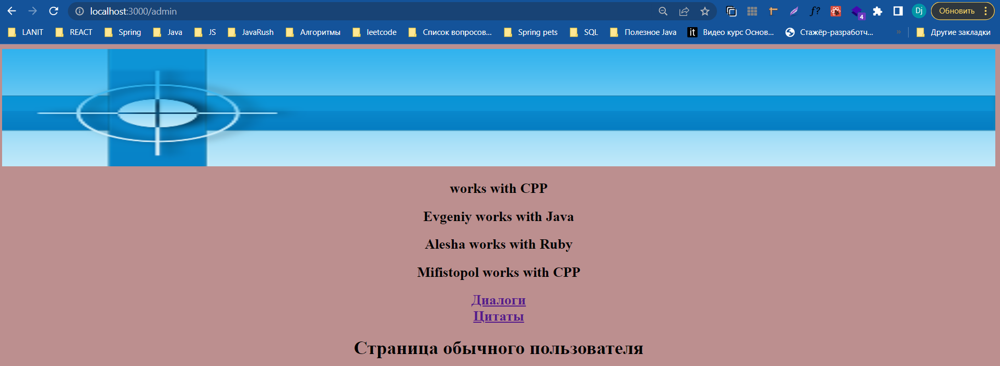 localhost:3000/admin
Dj
Обновить
4
LANIT REACT Spring Java JS JavaRush Алгоритмы leetcode Список вопросов... Spring pets SQL Полезное Java it Видео курс Основ... Стажёр-разработч... » Другие закладки
works with CPP
Evgeniy works with Java
Alesha works with Ruby
Mifistopol works with CPP
Диалоги
Цитаты
Страница обычного пользователя